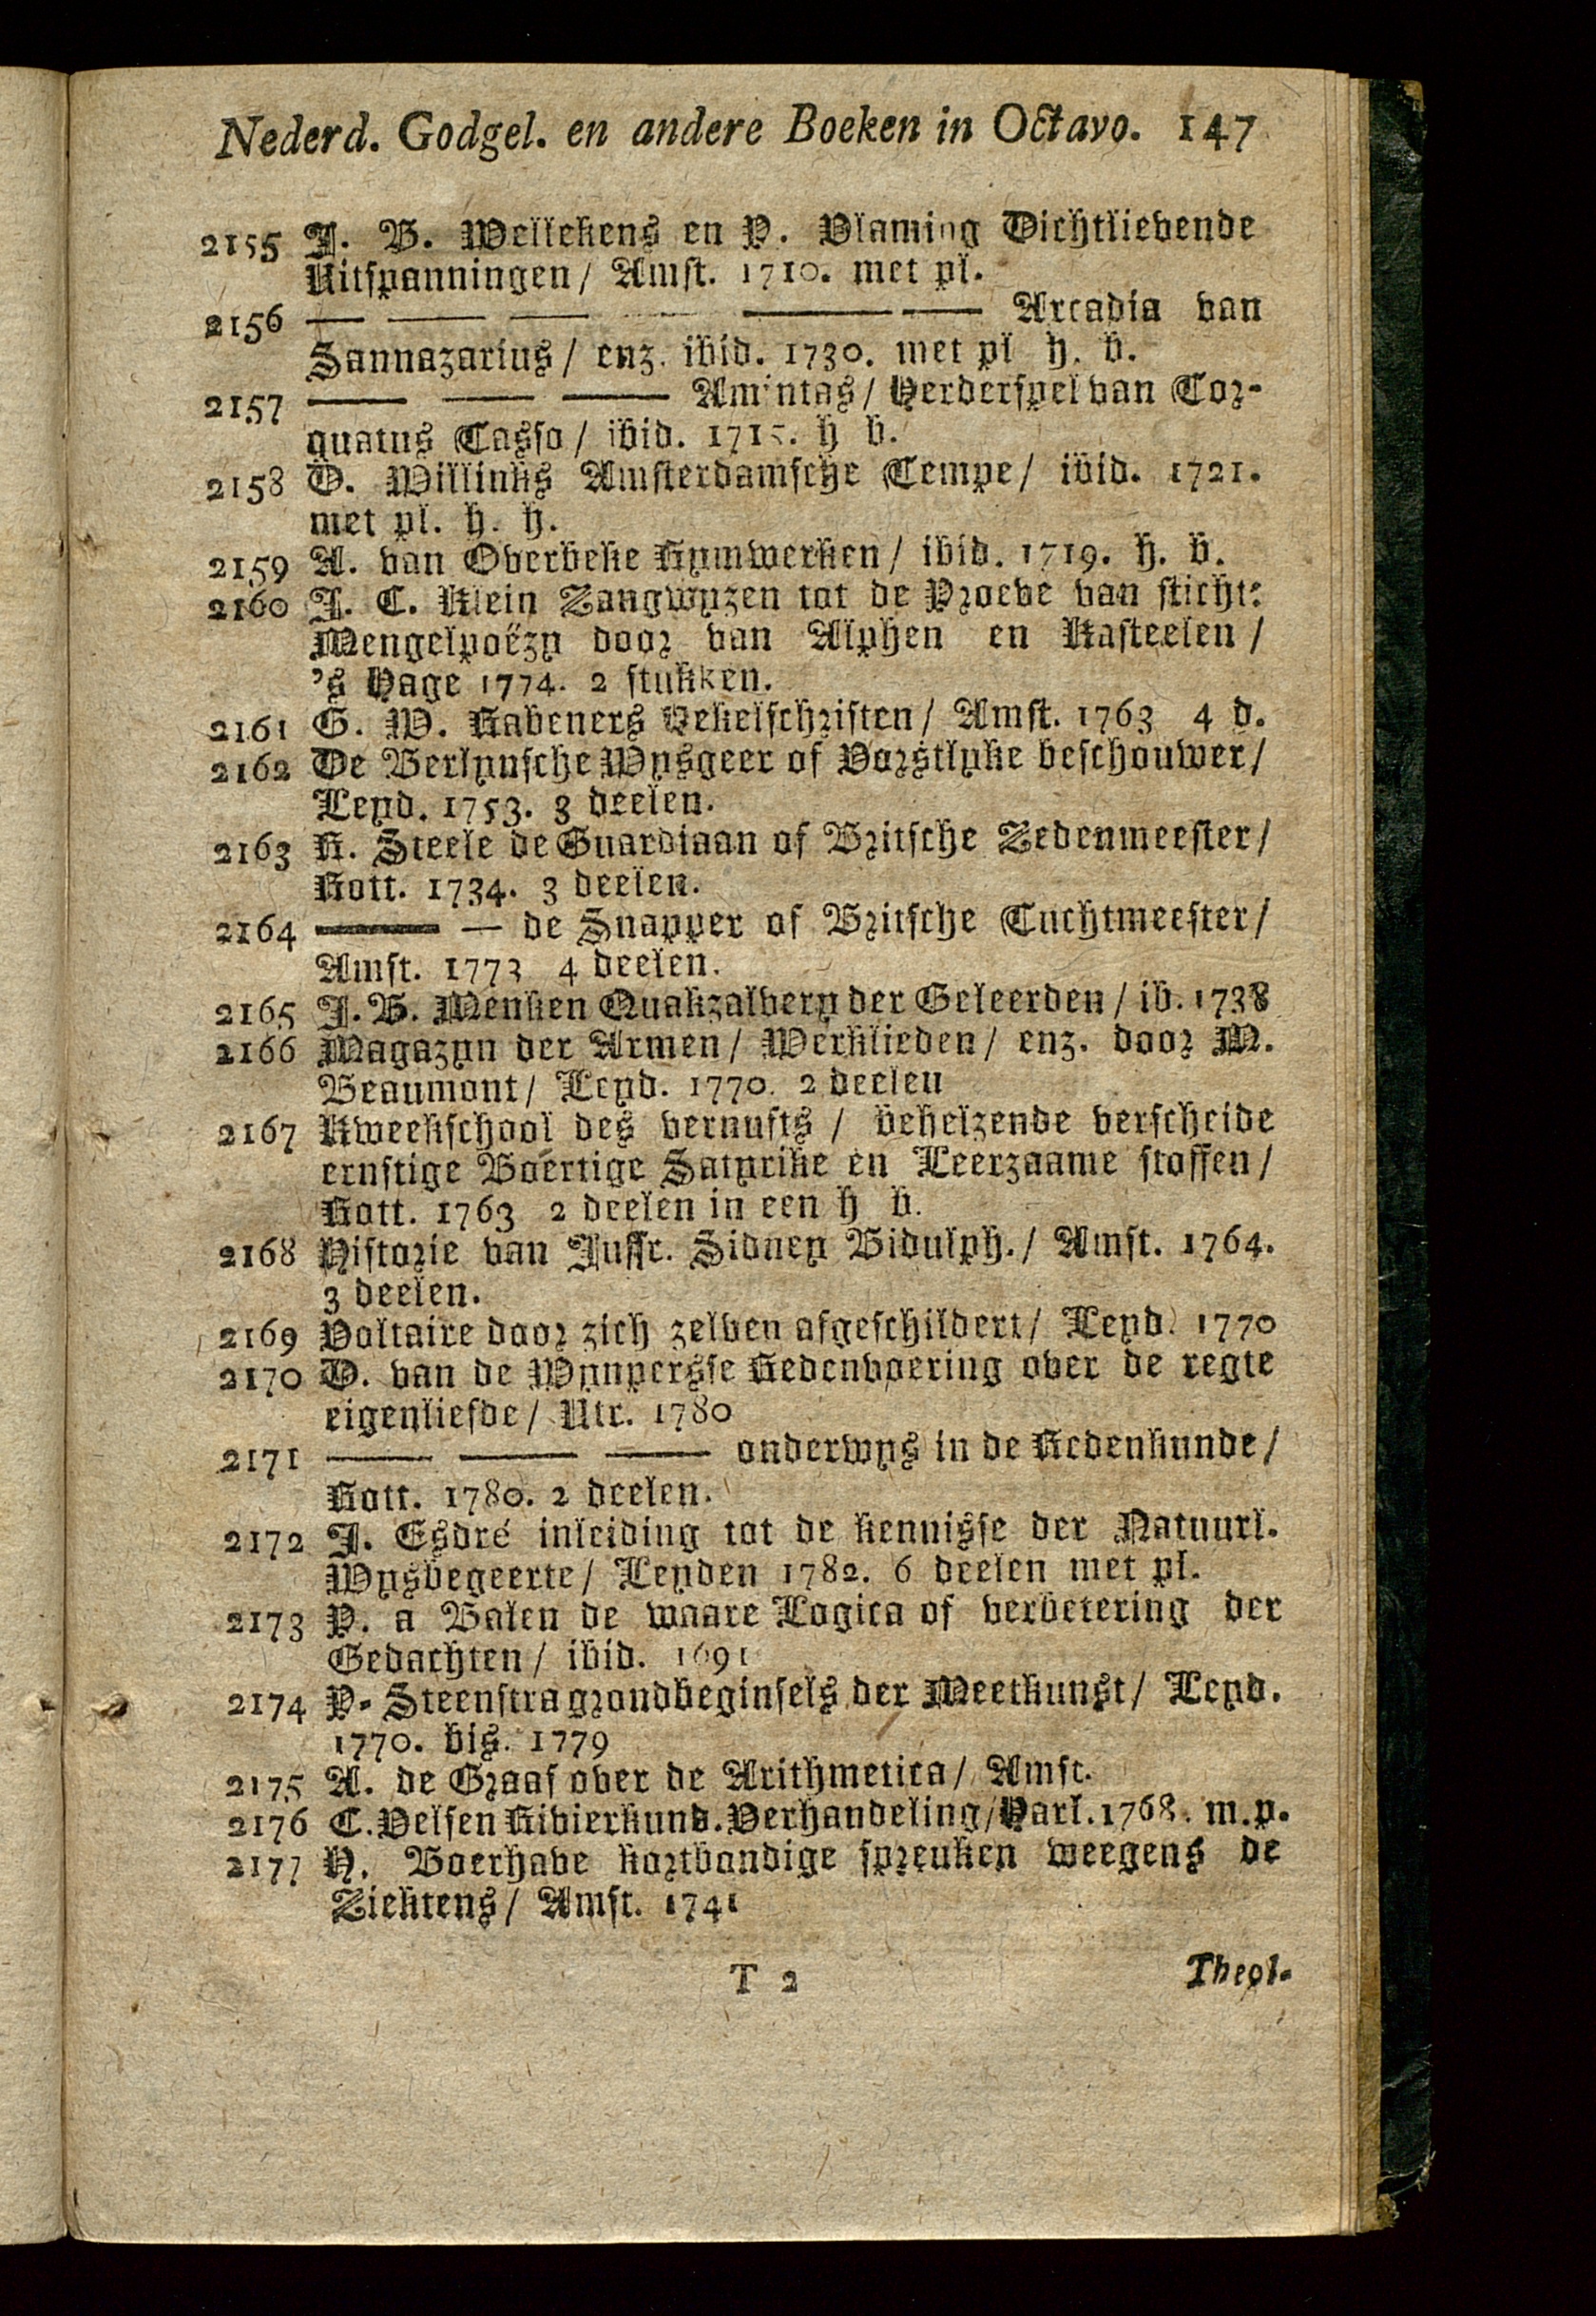 Nederd. Godgel. en andere Boeken in Octavo. 147
2155 J. B. Wellekens en P. Vlaming Dichtlievende
Uitspanningen / Amst. 1710. met pl.
2156 — — — — — — Arcadia van
Sannazarius / enz. ibid. 1730. met pl h. b.
2157 — — — Amintas / Herderspel van Tor-
quatus Tasso / ibid. 1715. h b.
2158 D. Willinks Amsterdamsche Tempe / ibid. 1721.
met pl. h. h.
2159 A. van Overbeke Rymwerken / ibid. 1719. h. b.
2160 J. C. Klein Zangwyzen tot de Proeve van sticht:
Mengelpoëzy door van Alphen en Kasteelen /
's Hage 1774. 2 stukken.
2161 G. W. Rabeners Hekelschriften / Amst. 1763 4 d.
2162 De Berlynsche Wysgeer of Vorstlyke beschouwer /
Leyd. 1753. 3 deelen.
2163 R. Steele de Guardiaan of Britsche Zedenmeester /
Rott. 1734. 3 deelen.
2164 — — de Snapper of Britsche Tuchtmeester /
Amst. 1773 4 deelen.
2165 J. B. Menken Quakzalvery der Geleerden / ib. 1738
2166 Magazyn der Armen / Werklieden / enz. door M.
Beaumont / Leyd. 1770. 2 deelen
2167 Kweekschool des vernufts / behelzende verscheide
ernstige Boertige Satyrike en Leerzaame stoffen /
Rott. 1763 2 deelen in een h b.
2168 Historie van Juffr. Sidney Bidulph. / Amst. 1764.
3 deelen.
2169 Voltaire door zich zelven afgeschildert / Leyd. 1770
2170 D. van de Wynpersse Redenvoering over de regte
eigenliefde / Utr. 1780
2171 — — — onderwys in de Redenkunde /
Rott. 1780. 2 deelen.
2172 J. Esdré inleiding tot de kennisse der Natuurl.
Wysbegeerte / Leyden 1782. 6 deelen met pl.
2173 P. a Balen de waare Logica of verbetering der
Gedachten / ibid. 1691
2174 P. Steenstra grondbeginsels der Meetkunst / Leyd.
1770. bis. 1779
2175 A. de Graaf over de Arithmetica / Amst.
2176 C. Velsen Rivierkund. Verhandeling / Harl. 1768. m. p.
2177 H. Boerhave kortbondige spreuken weegens de
Ziektens / Amst. 1741
T 2
Theol-